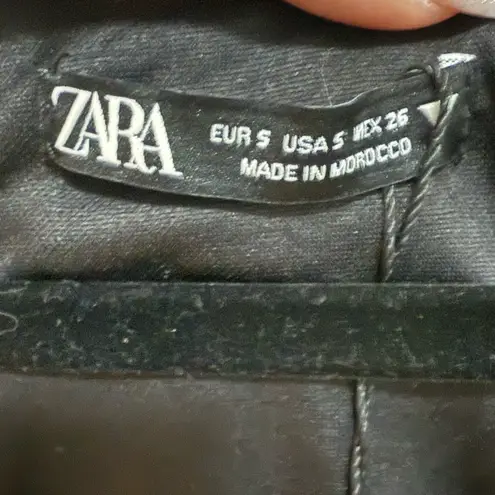 ZARA
EUR S USA S MEX 26
MADE IN MOROCCO